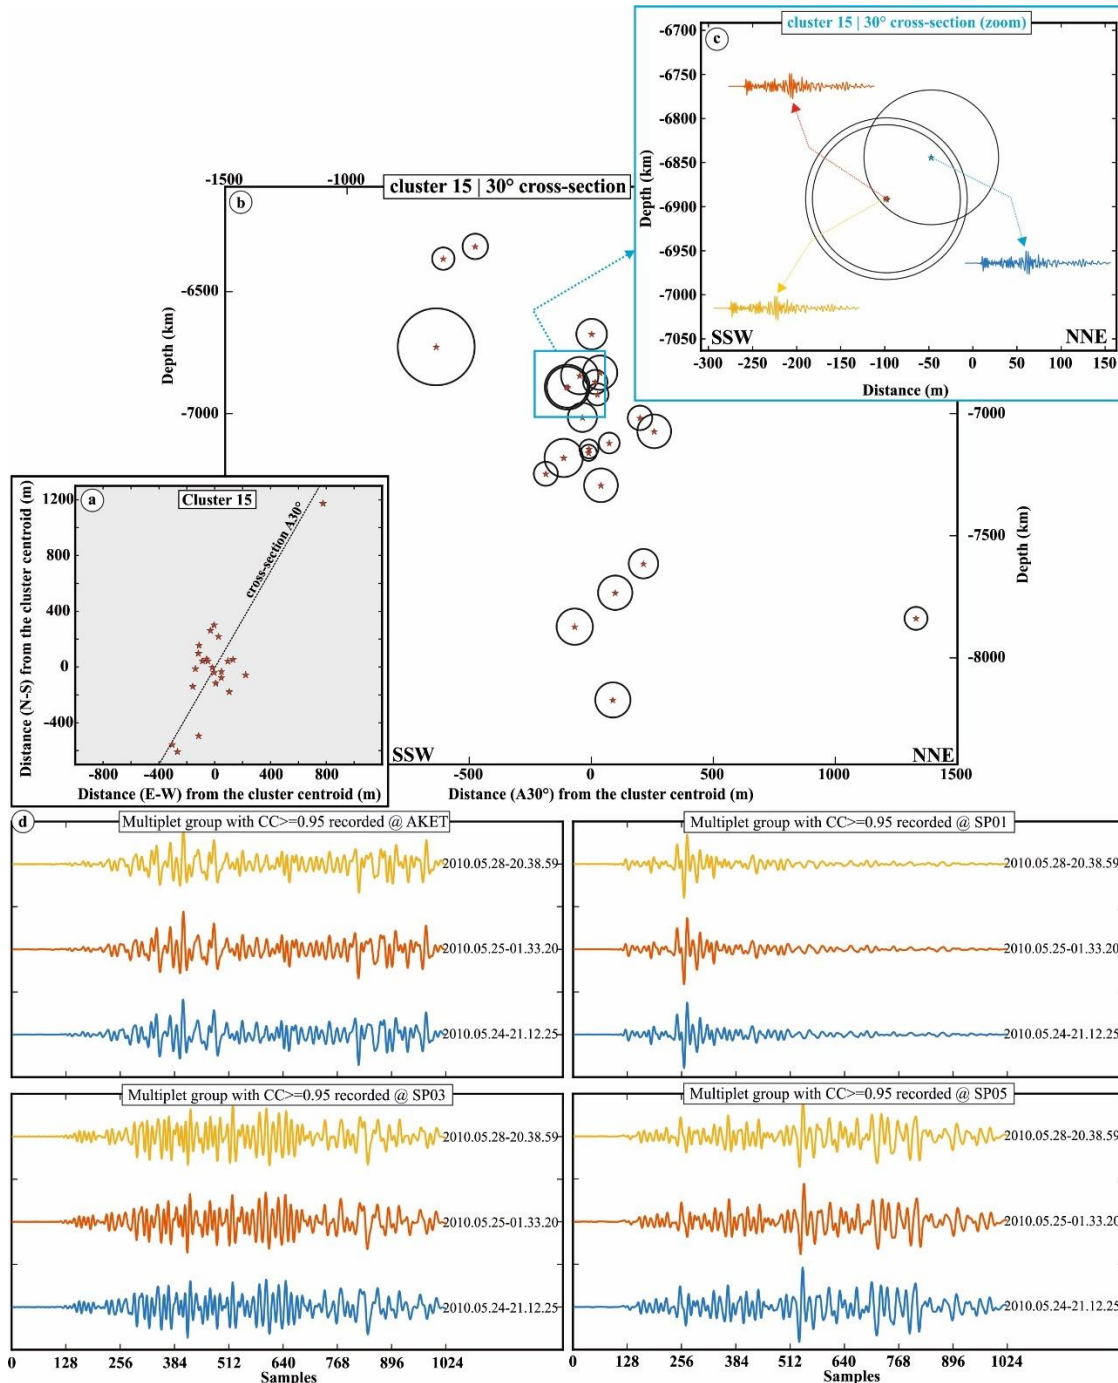 cluster 15 | 30° cross-section (zoom)
c
-6700
-6750
-6800
-6850
-6900
-6950
-7000
-7050
Depth (km)
SSW
NNE
-300
-250
-200
-150
-100
-50
0
50
100
150
Distance (m)
-1500
-1000
cluster 15 | 30° cross-section
b
-6500
-7000
Depth (km)
-7000
-7500
-8000
Depth (km)
SSW
NNE
-500
0
500
1000
1500
Distance (A30°) from the cluster centroid (m)
a
Cluster 15
cross-section A30°
1200
800
400
0
-400
Distance (N-S) from the cluster centroid (m)
-800
-400
0
400
800
Distance (E-W) from the cluster centroid (m)
d
Multiplet group with CC>=0.95 recorded @ AKET
2010.05.28-20.38.59
2010.05.25-01.33.20
2010.05.24-21.12.25
Multiplet group with CC>=0.95 recorded @ SP01
2010.05.28-20.38.59
2010.05.25-01.33.20
2010.05.24-21.12.25
Multiplet group with CC>=0.95 recorded @ SP03
2010.05.28-20.38.59
2010.05.25-01.33.20
2010.05.24-21.12.25
0 128 256 384 512 640 768 896 1024
Samples
Multiplet group with CC>=0.95 recorded @ SP05
2010.05.28-20.38.59
2010.05.25-01.33.20
2010.05.24-21.12.25
0 128 256 384 512 640 768 896 1024
Samples